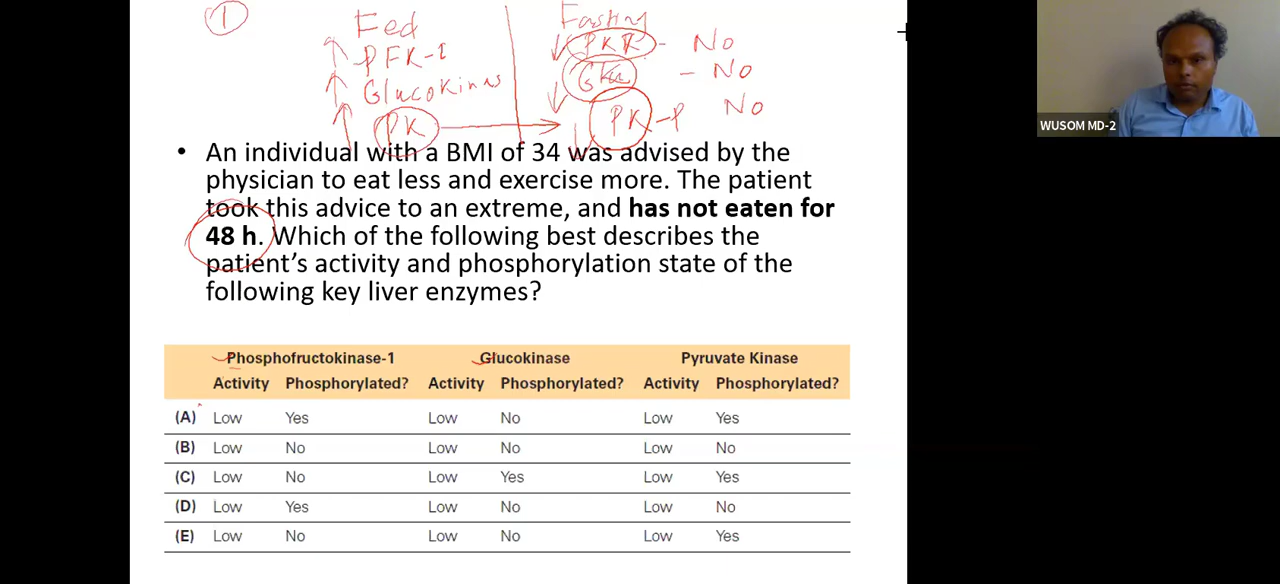 ①
Fed
↑ PFK-1
↑ Glucokinas
↑ PK
Fasting
↓ PKR - No
↓ Gku - No
↓ PK-P No
WUSOM MD-2
• An individual with a BMI of 34 was advised by the
physician to eat less and exercise more. The patient
took this advice to an extreme, and has not eaten for
48 h. Which of the following best describes the
patient’s activity and phosphorylation state of the
following key liver enzymes?
Phosphofructokinase-1 Glucokinase Pyruvate Kinase
Activity Phosphorylated? Activity Phosphorylated? Activity Phosphorylated?
(A) Low Yes Low No Low Yes
(B) Low No Low No Low No
(C) Low No Low Yes Low Yes
(D) Low Yes Low No Low No
(E) Low No Low No Low Yes